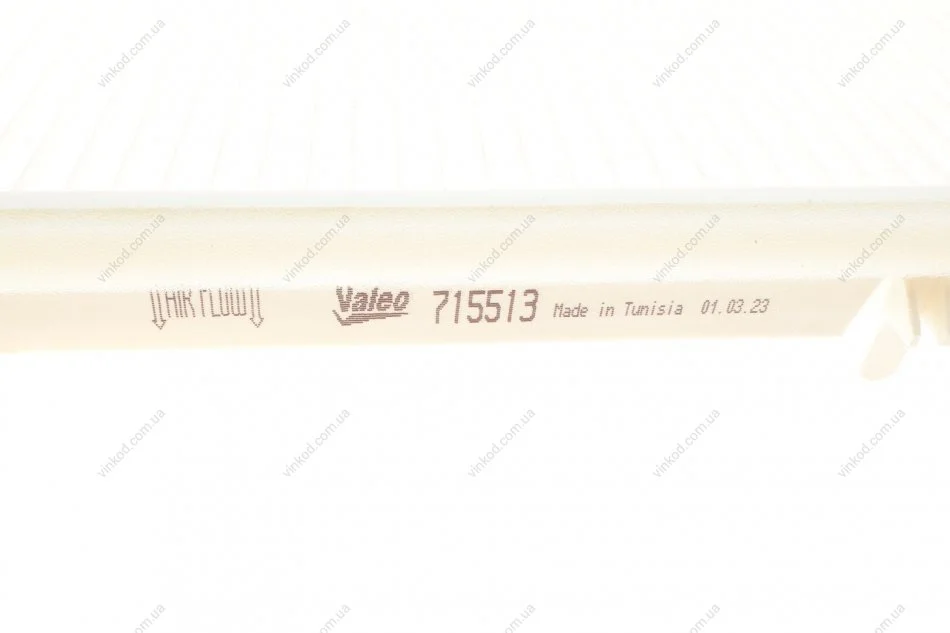 AIR FLOW Valeo 715513 Made in Tunisia 01.03.23
vinkod.com.ua